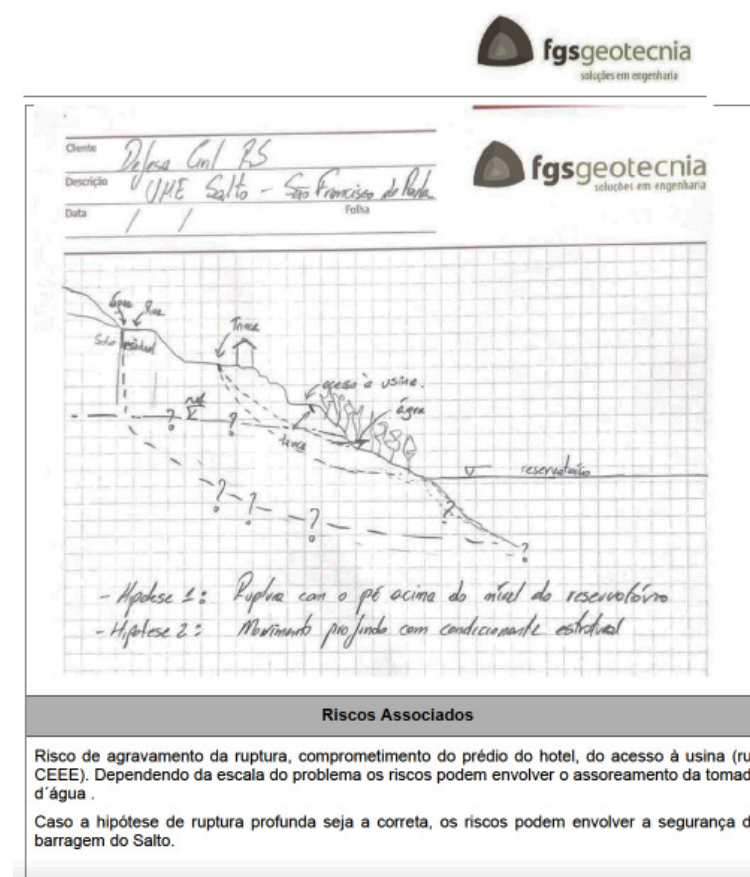 fgsgeotecnia
soluções em engenharia
Cliente Defesa Civil RS
fgsgeotecnia
soluções em engenharia
Descrição UHE Salto - São Francisco de Paula
Data / / Folha
Rua
Solo residual
Trinca
acesso à usina.
água
NA
?
?
reservatório
?
?
?
?
?
- Hipótese 1: Ruptura com o pé acima do nível do reservatório
- Hipótese 2: Movimento profundo com condicionante estrutural
Riscos Associados
Risco de agravamento da ruptura, comprometimento do prédio do hotel, do acesso à usina (ru
CEEE). Dependendo da escala do problema os riscos podem envolver o assoreamento da tomad
d´água .
Caso a hipótese de ruptura profunda seja a correta, os riscos podem envolver a segurança d
barragem do Salto.